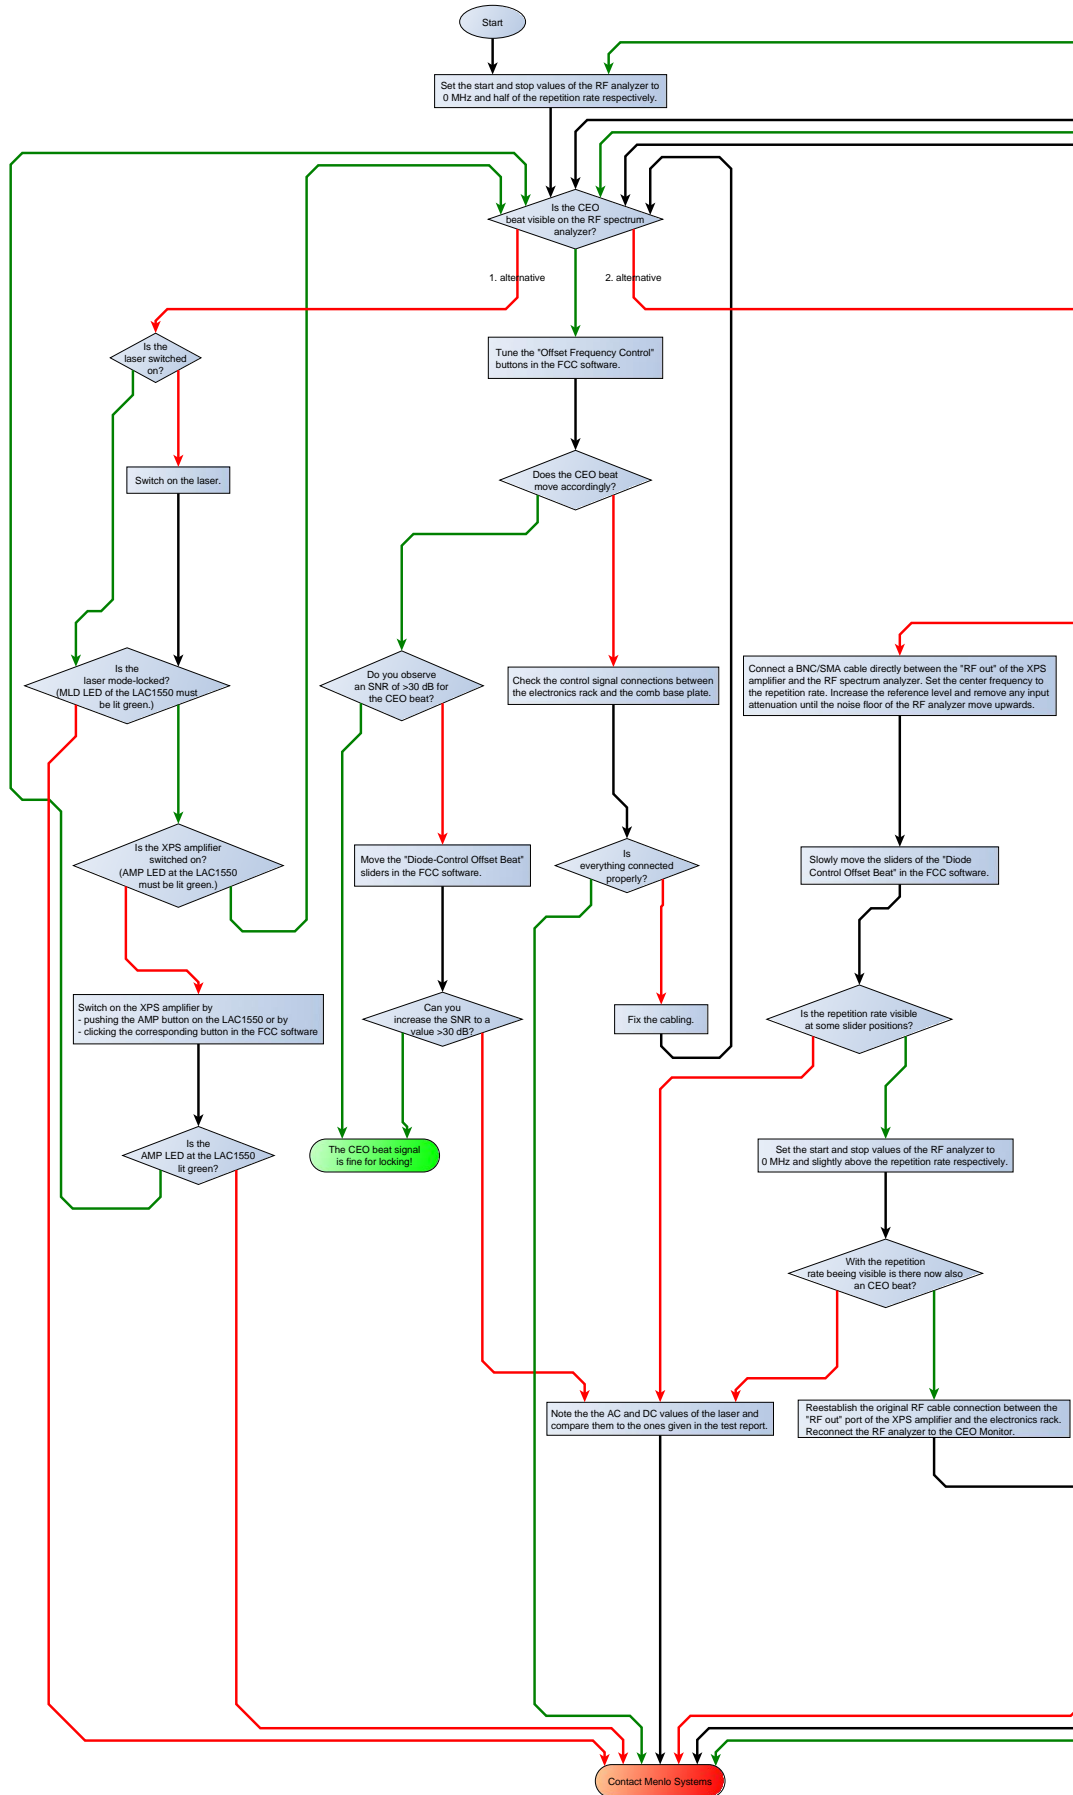 Start
Set the start and stop values of the RF analyzer to
0 MHz and half of the repetition rate respectively.
Is the CEO
beat visible on the RF spectrum
analyzer?
1. alternative
2. alternative
Is the
laser switched
on?
Tune the "Offset Frequency Control"
buttons in the FCC software.
Switch on the laser.
Does the CEO beat
move accordingly?
Is the
laser mode-locked?
(MLD LED of the LAC1550 must
be lit green.)
Do you observe
an SNR of >30 dB for
the CEO beat?
Check the control signal connections between
the electronics rack and the comb base plate.
Connect a BNC/SMA cable directly between the "RF out" of the XPS
amplifier and the RF spectrum analyzer. Set the center frequency to
the repetition rate. Increase the reference level and remove any input
attenuation until the noise floor of the RF analyzer move upwards.
Is the XPS amplifier
switched on?
(AMP LED at the LAC1550
must be lit green.)
Move the "Diode-Control Offset Beat"
sliders in the FCC software.
Is
everything connected
properly?
Slowly move the sliders of the "Diode
Control Offset Beat" in the FCC software.
Switch on the XPS amplifier by
- pushing the AMP button on the LAC1550 or by
- clicking the corresponding button in the FCC software
Can you
increase the SNR to a
value >30 dB?
Fix the cabling.
Is the repetition rate visible
at some slider positions?
Is the
AMP LED at the LAC1550
lit green?
The CEO beat signal
is fine for locking!
Set the start and stop values of the RF analyzer to
0 MHz and slightly above the repetition rate respectively.
With the repetition
rate beeing visible is there now also
an CEO beat?
Note the the AC and DC values of the laser and
compare them to the ones given in the test report.
Reestablish the original RF cable connection between the
"RF out" port of the XPS amplifier and the electronics rack.
Reconnect the RF analyzer to the CEO Monitor.
Contact Menlo Systems